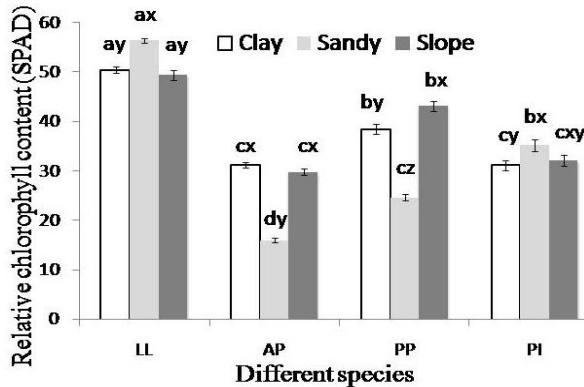 Relative chlorophyll content (SPAD)
60
50
40
30
20
10
0
Clay Sandy Slope
ay ax ay
cx dy cx
by cz bx
cy bx cxy
LL AP PP PI
Different species